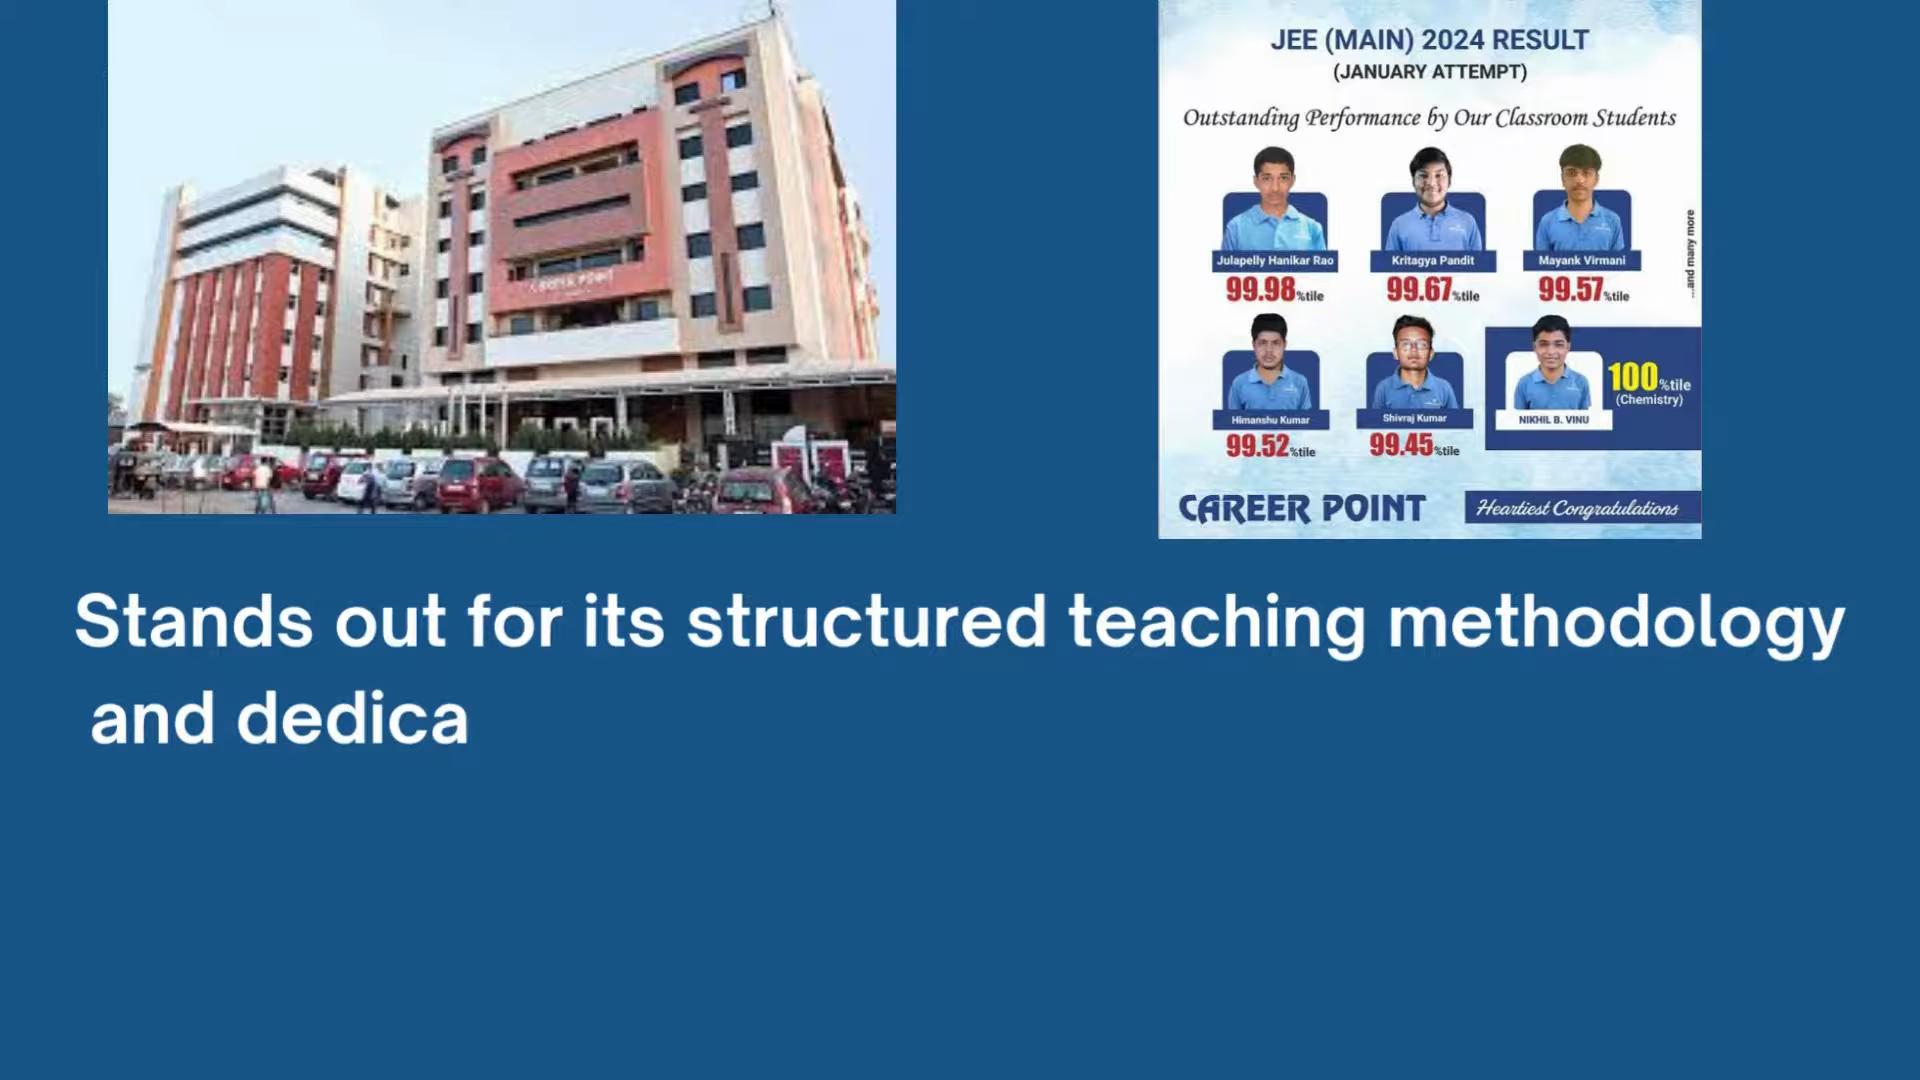 CAREER POINT
JEE (MAIN) 2024 RESULT
(JANUARY ATTEMPT)
Outstanding Performance by Our Classroom Students
Julapelly Hanikar Rao
99.98%tile
Kritagya Pandit
99.67%tile
Mayank Virmani
99.57%tile
...and many more
Himanshu Kumar
99.52%tile
Shivraj Kumar
99.45%tile
NIKHIL B. VINU
100%tile
(Chemistry)
CAREER POINT
Heartiest Congratulations
Stands out for its structured teaching methodology
and dedica